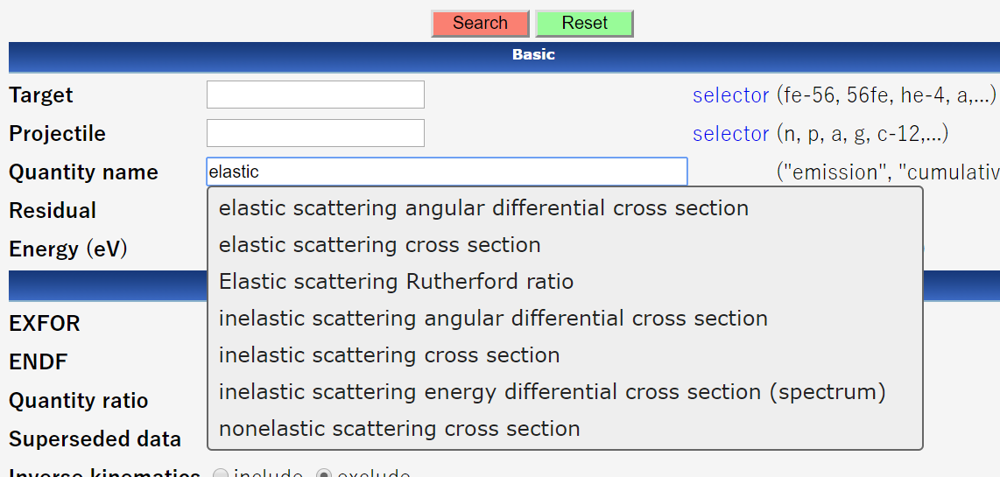 Search Reset
Basic
Target selector (fe-56, 56fe, he-4, a,...)
Projectile selector (n, p, a, g, c-12,...)
Quantity name elastic ("emission", "cumulativ
Residual
elastic scattering angular differential cross section
Energy (eV)
elastic scattering cross section
Elastic scattering Rutherford ratio
EXFOR
inelastic scattering angular differential cross section
ENDF
inelastic scattering cross section
Quantity ratio
inelastic scattering energy differential cross section (spectrum)
Superseded data
nonelastic scattering cross section
Inverse kinematics include exclude